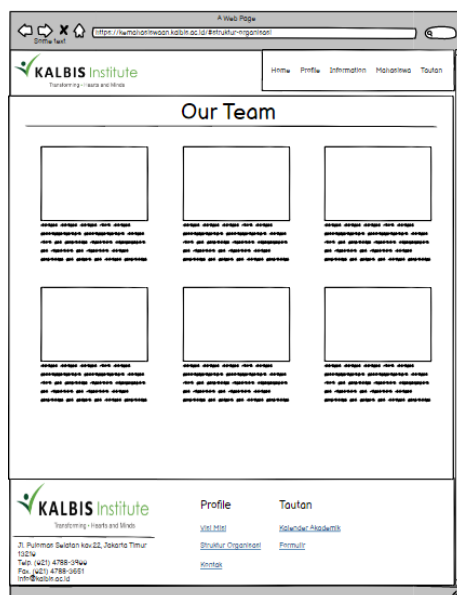 A Web Page
https://kemahasiswaan.kalbis.ac.id/#struktur-organisasi
Some text
KALBIS Institute
Transforming • Hearts and Minds
Home Profile Information Mahasiswa Tautan
Our Team
KALBIS Institute
Transforming • Hearts and Minds
Jl. Pulomas Selatan kav.22, Jakarta Timur
13210
Telp. (021) 4788-3900
Fax. (021) 4788-3651
info@kalbis.ac.id
Profile
Visi Misi
Struktur Organisasi
Kontak
Tautan
Kalender Akademik
Formulir